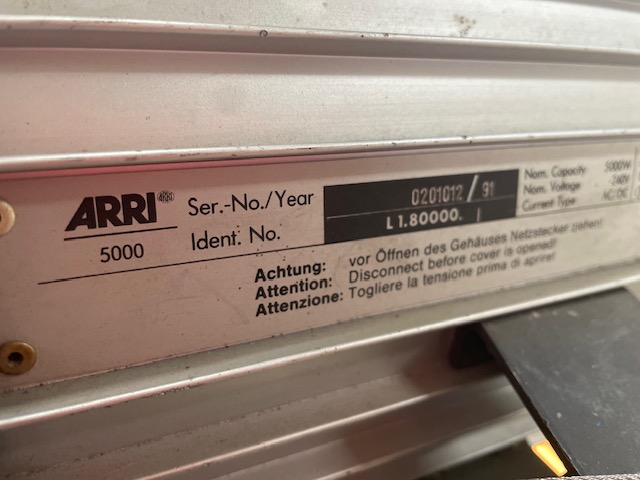 ARRI
5000
Ser.-No./Year 0201012/91
Ident. No. L 1.80000.
Nom. Capacity 5000W
Nom. Voltage
Current Type AC/DC
Achtung: vor Öffnen des Gehäuses Netzstecker ziehen!
Attention: Disconnect before cover is opened!
Attenzione: Togliere la tensione prima di aprire!